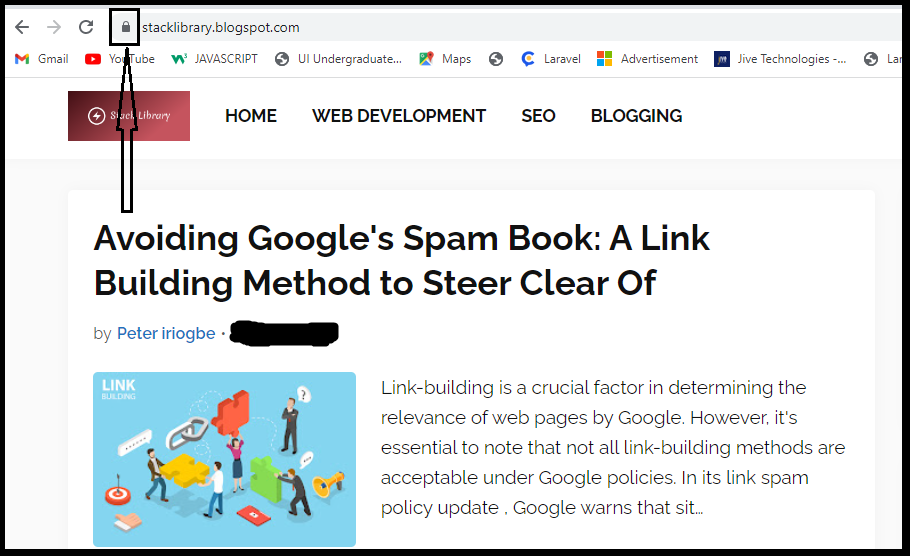 stacklibrary.blogspot.com
Gmail YouTube JAVASCRIPT UI Undergraduate... Maps Laravel Advertisement Jive Technologies -... Lar
Stack Library HOME WEB DEVELOPMENT SEO BLOGGING
Avoiding Google's Spam Book: A Link
Building Method to Steer Clear Of
by Peter iriogbe •
LINK
BUILDING
Link-building is a crucial factor in determining the
relevance of web pages by Google. However, it's
essential to note that not all link-building methods are
acceptable under Google policies. In its link spam
policy update , Google warns that sit...